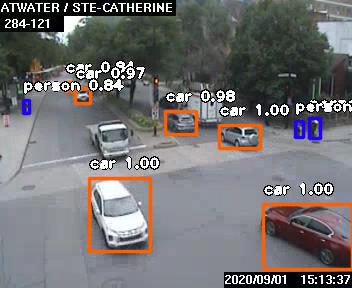 ATWATER / STE-CATHERINE
284-121
car 0.97
person 0.84
car 0.98
car 1.00
person
car 1.00
car 1.00
2020/09/01 15:13:37